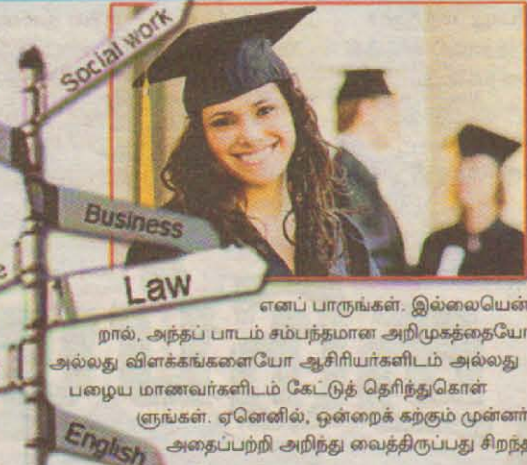 Social work
Business
Law
English
எனப் பாருங்கள். இல்லையென்
றால், அந்தப் பாடம் சம்பந்தமான அறிமுகத்தையோ
அல்லது விளக்கங்களையோ ஆசிரியர்களிடம் அல்லது
பழைய மாணவர்களிடம் கேட்டுத் தெரிந்துகொள்
ளுங்கள். ஏனெனில், ஒன்றைக் கற்கும் முன்னர்
அதைப்பற்றி அறிந்து வைத்திருப்பது சிறந்த